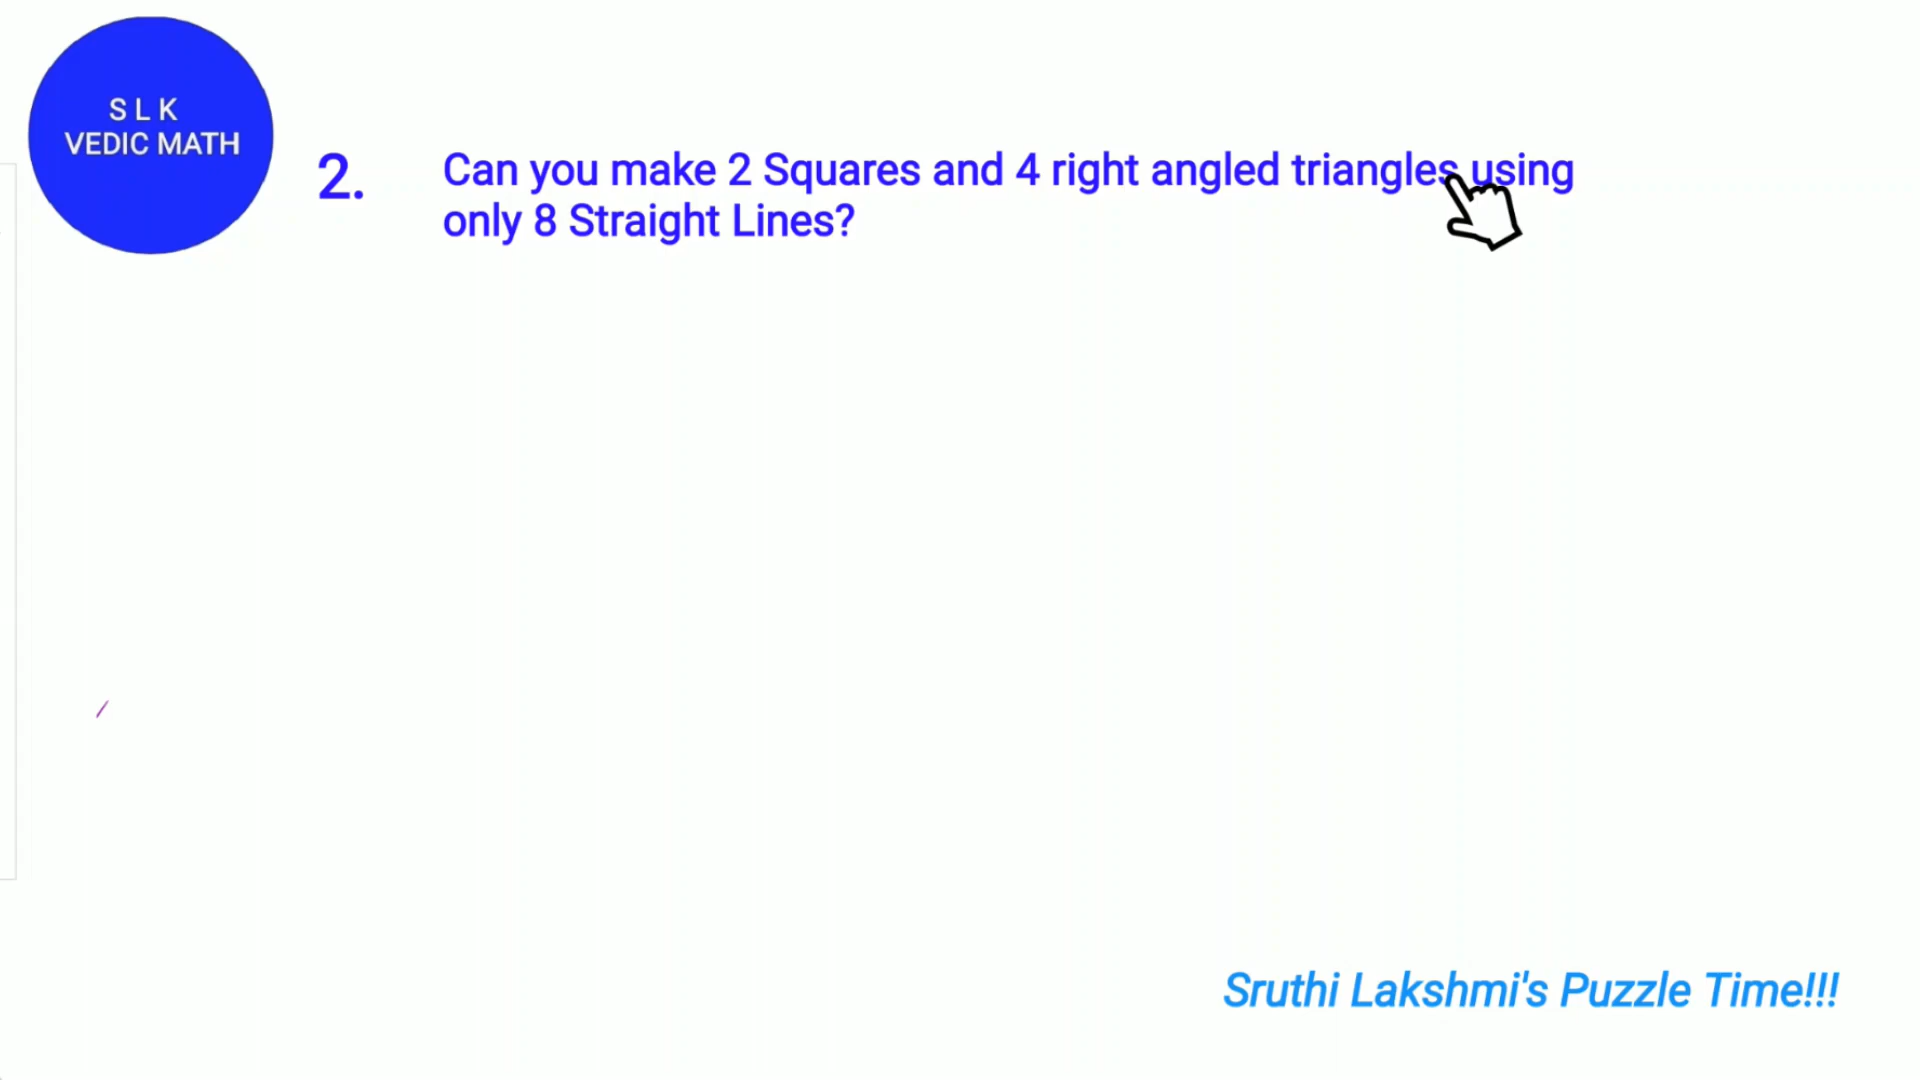 S L K
VEDIC MATH
2. Can you make 2 Squares and 4 right angled triangles using
only 8 Straight Lines?
Sruthi Lakshmi's Puzzle Time!!!